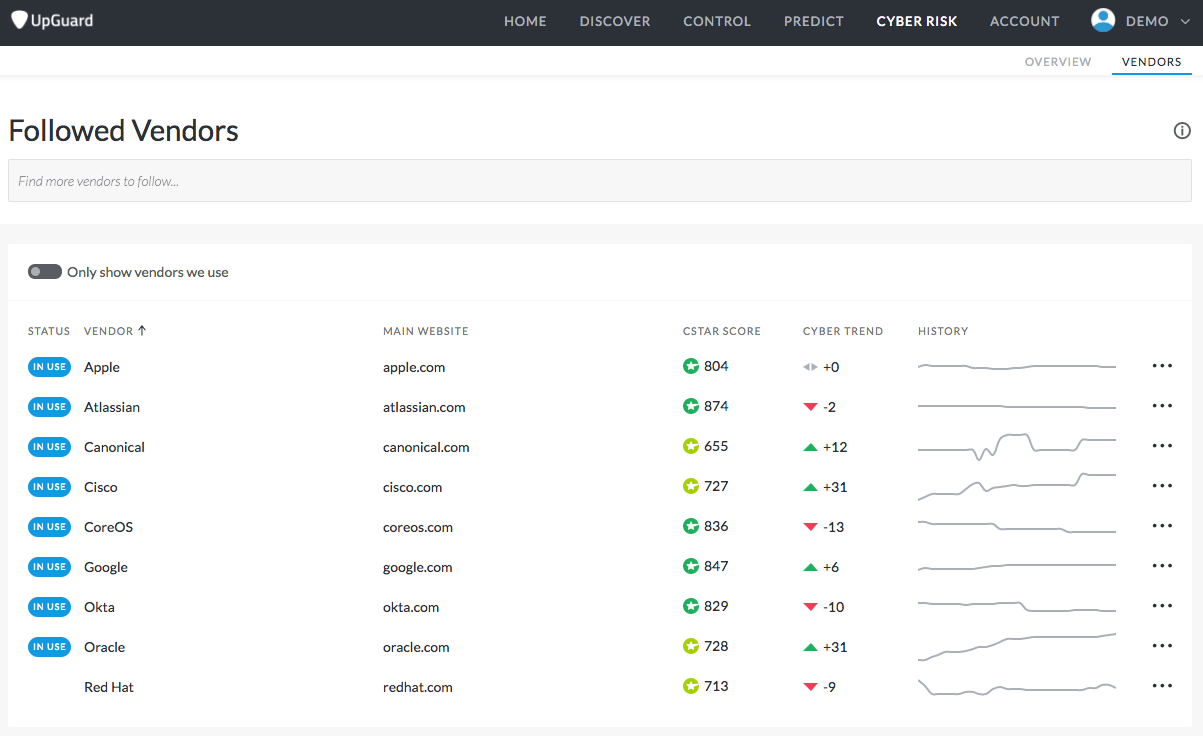 UpGuard HOME DISCOVER CONTROL PREDICT CYBER RISK ACCOUNT DEMO
OVERVIEW VENDORS
Followed Vendors
Find more vendors to follow...
Only show vendors we use
STATUS VENDOR ↑ MAIN WEBSITE CSTAR SCORE CYBER TREND HISTORY
IN USE Apple apple.com 804 +0
IN USE Atlassian atlassian.com 874 -2
IN USE Canonical canonical.com 655 +12
IN USE Cisco cisco.com 727 +31
IN USE CoreOS coreos.com 836 -13
IN USE Google google.com 847 +6
IN USE Okta okta.com 829 -10
IN USE Oracle oracle.com 728 +31
Red Hat redhat.com 713 -9